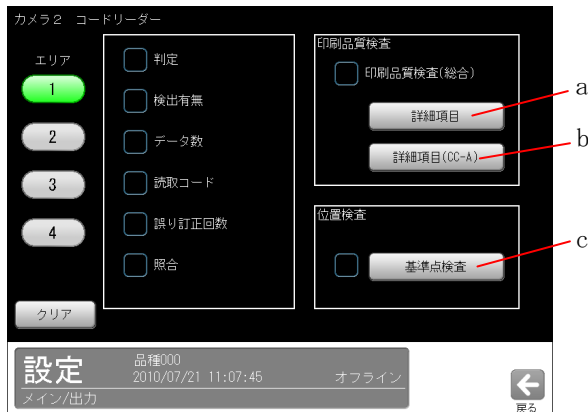 カメラ2 コードリーダー
エリア
1
2
3
4
クリア
判定
検出有無
データ数
読取コード
誤り訂正回数
照合
印刷品質検査
印刷品質検査(総合)
詳細項目
a
詳細項目(CC-A)
b
位置検査
基準点検査
c
設定
メイン/出力
品種000
2010/07/21 11:07:45
オフライン
戻る